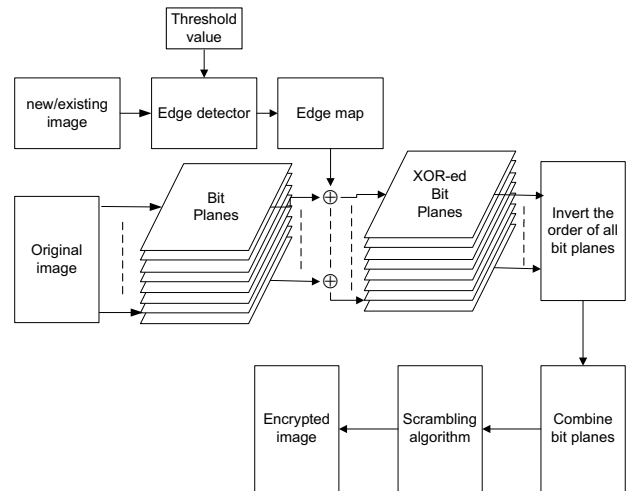 Threshold
value
new/existing
image
Edge detector
Edge map
Bit
Planes
XOR-ed
Bit
Planes
Original
image
Invert the
order of all
bit planes
Encrypted
image
Scrambling
algorithm
Combine
bit planes